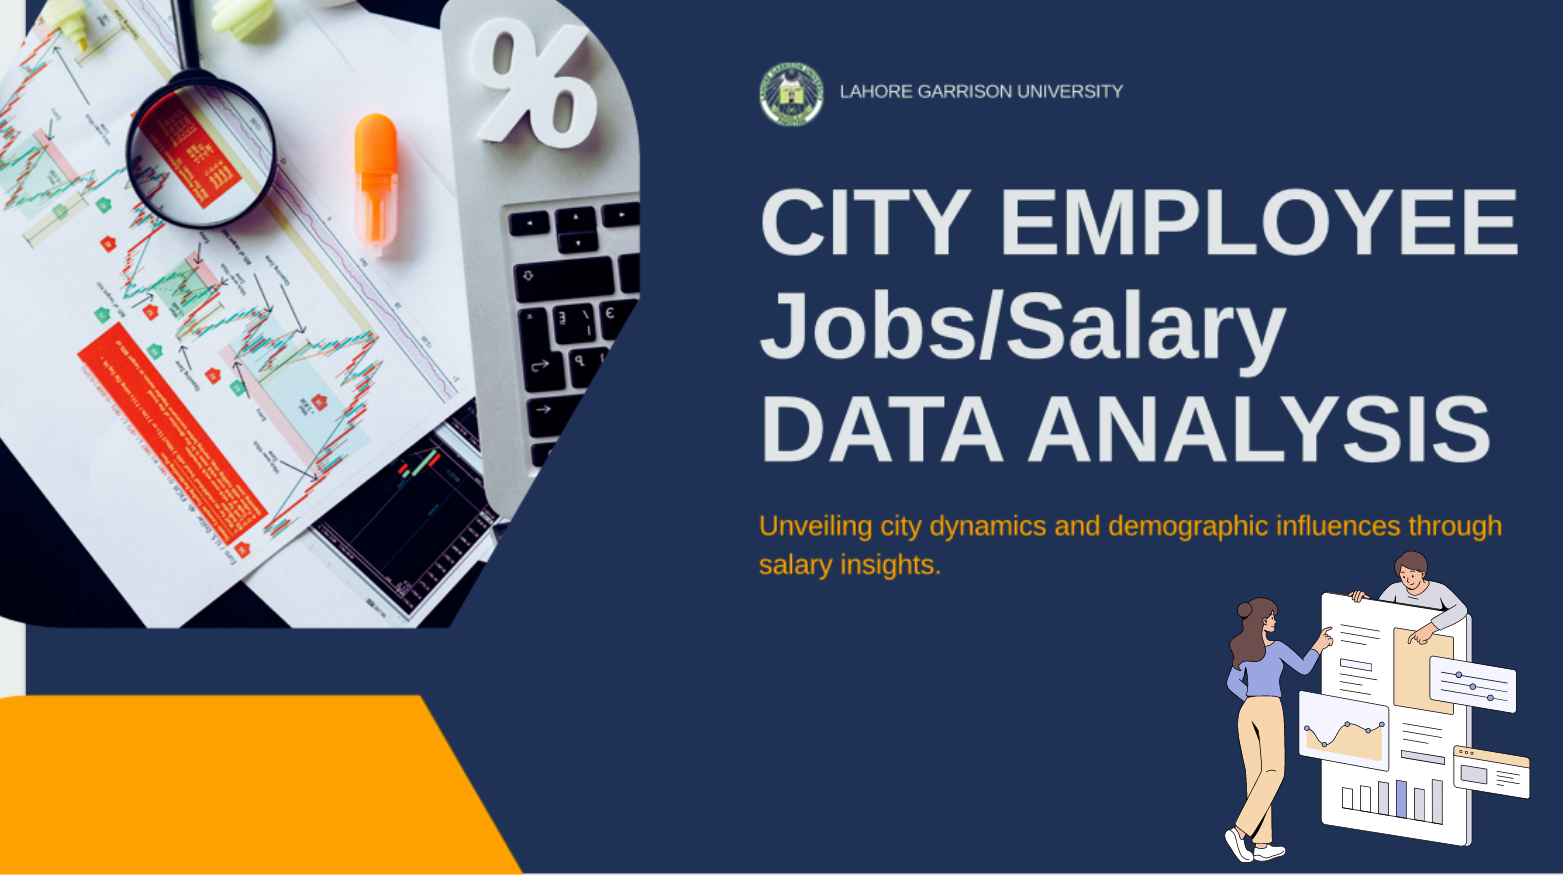 LAHORE GARRISON UNIVERSITY
CITY EMPLOYEE
Jobs/Salary
DATA ANALYSIS
Unveiling city dynamics and demographic influences through
salary insights.
%